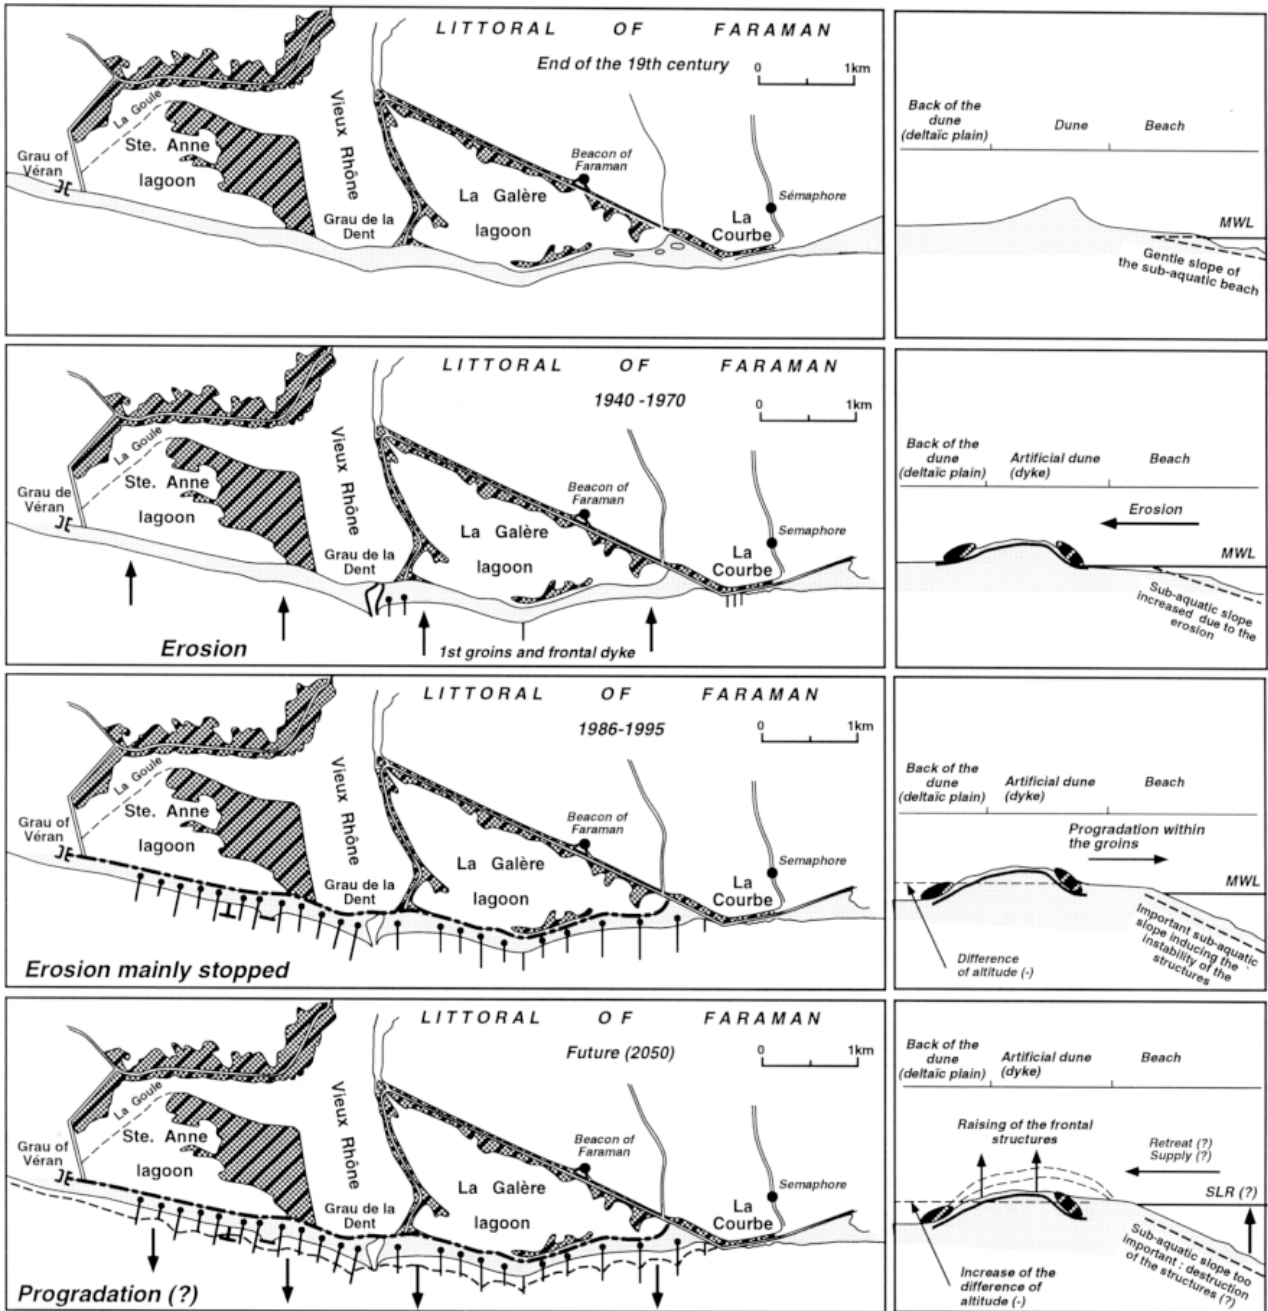 LITTORAL OF FARAMAN
End of the 19th century
0 1km
La Goule
Ste. Anne
lagoon
Grau of
Véran
Vieux Rhône
Grau de la
Dent
Beacon of
Faraman
La Galère
lagoon
Sémaphore
La
Courbe
Back of the
dune
(deltaïc plain)
Dune
Beach
MWL
Gentle slope of
the sub-aquatic beach
LITTORAL OF FARAMAN
1940 -1970
0 1km
La Goule
Ste. Anne
lagoon
Grau de
Véran
Vieux Rhône
Grau de la
Dent
Beacon of
Faraman
La Galère
lagoon
Semaphore
La
Courbe
Erosion
1st groins and frontal dyke
Back of the
dune
(deltaïc plain)
Artificial dune
(dyke)
Beach
Erosion
MWL
Sub-aquatic slope
increased due to the
erosion
LITTORAL OF FARAMAN
1986-1995
0 1km
La Goule
Ste. Anne
lagoon
Grau of
Véran
Vieux Rhône
Grau de la
Dent
Beacon of
Faraman
La Galère
lagoon
Semaphore
La
Courbe
Erosion mainly stopped
Back of the
dune
(deltaïc plain)
Artificial dune
(dyke)
Beach
Progradation within
the groins
MWL
Difference
of altitude (-)
Important sub-aquatic
slope inducing the
instability of the
structures
LITTORAL OF FARAMAN
Future (2050)
0 1km
La Goule
Ste. Anne
lagoon
Grau of
Véran
Vieux Rhône
Grau de la
Dent
Beacon of
Faraman
La Galère
lagoon
Semaphore
La
Courbe
Progradation (?)
Back of the
dune
(deltaïc plain)
Artificial dune
(dyke)
Beach
Raising of the frontal
structures
Retreat (?)
Supply (?)
SLR (?)
Increase of the
difference of
altitude (-)
Sub-aquatic slope too
important : destruction
of the structures (?)